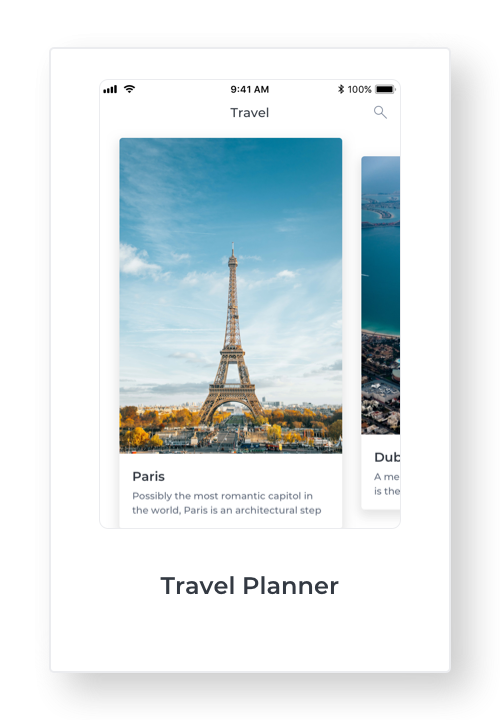 9:41 AM
100%
Travel
Paris
Possibly the most romantic capitol in
the world, Paris is an architectural step
Dub
A me
is the
Travel Planner